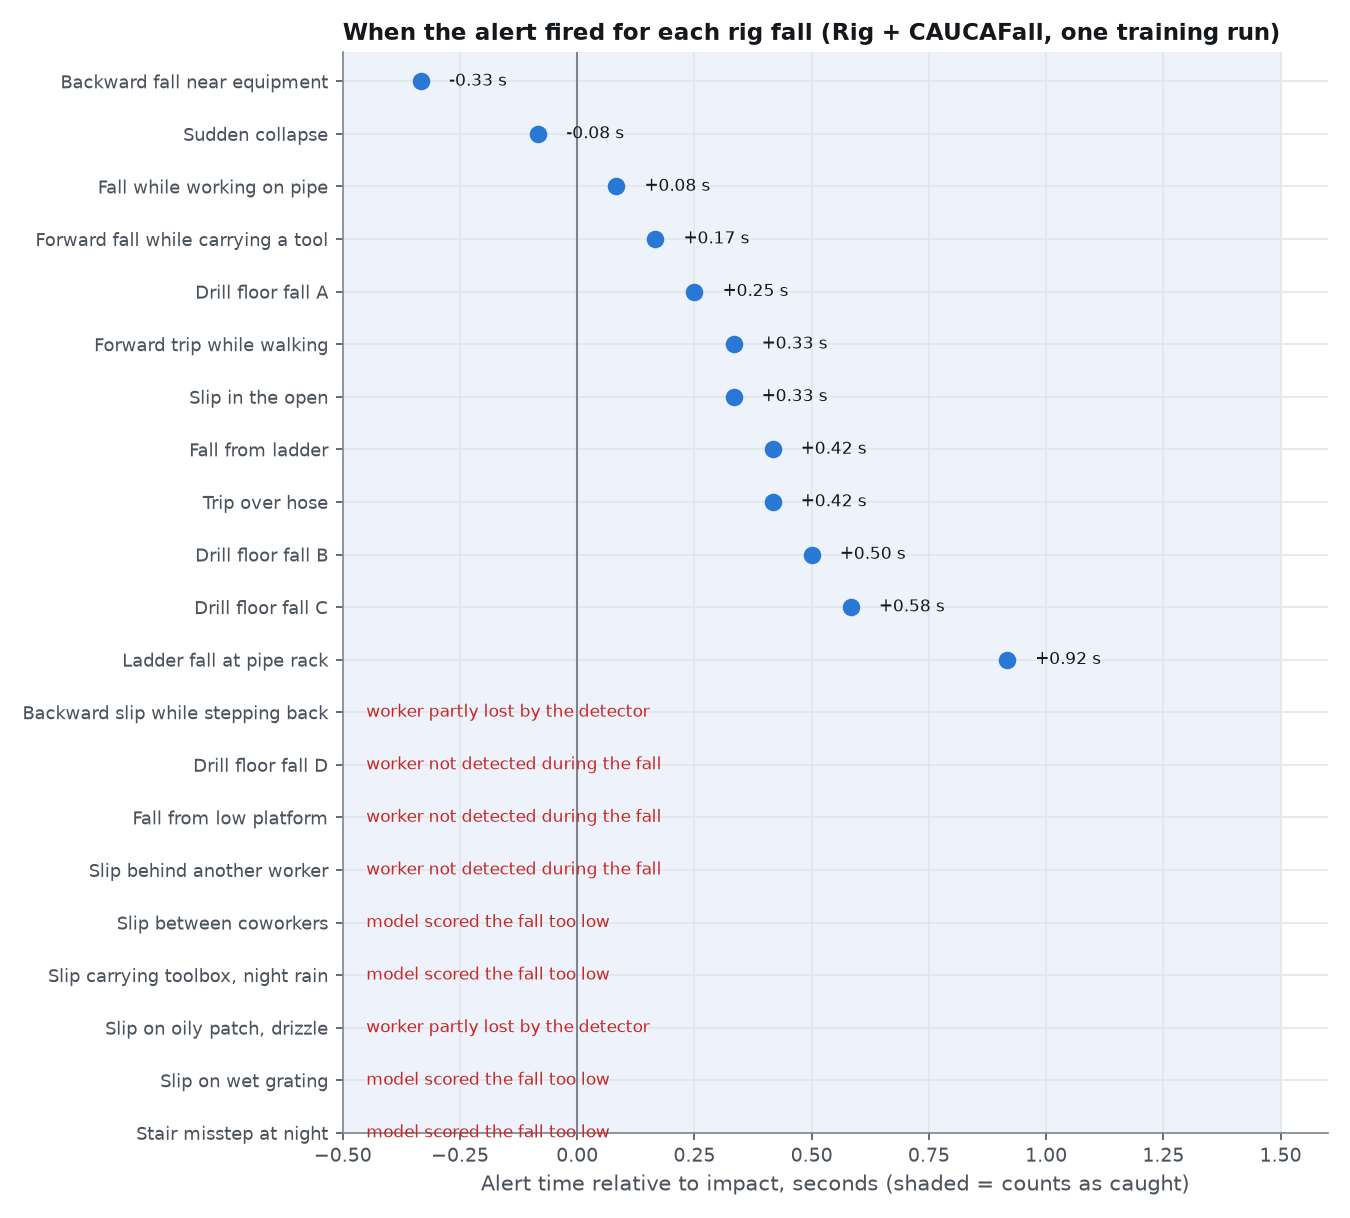 When the alert fired for each rig fall (Rig + CAUCAFall, one training run)
Backward fall near equipment -0.33 s
Sudden collapse -0.08 s
Fall while working on pipe +0.08 s
Forward fall while carrying a tool +0.17 s
Drill floor fall A +0.25 s
Forward trip while walking +0.33 s
Slip in the open +0.33 s
Fall from ladder +0.42 s
Trip over hose +0.42 s
Drill floor fall B +0.50 s
Drill floor fall C +0.58 s
Ladder fall at pipe rack +0.92 s
Backward slip while stepping back worker partly lost by the detector
Drill floor fall D worker not detected during the fall
Fall from low platform worker not detected during the fall
Slip behind another worker worker not detected during the fall
Slip between coworkers model scored the fall too low
Slip carrying toolbox, night rain model scored the fall too low
Slip on oily patch, drizzle worker partly lost by the detector
Slip on wet grating model scored the fall too low
Stair misstep at night model scored the fall too low
−0.50 −0.25 0.00 0.25 0.50 0.75 1.00 1.25 1.50
Alert time relative to impact, seconds (shaded = counts as caught)